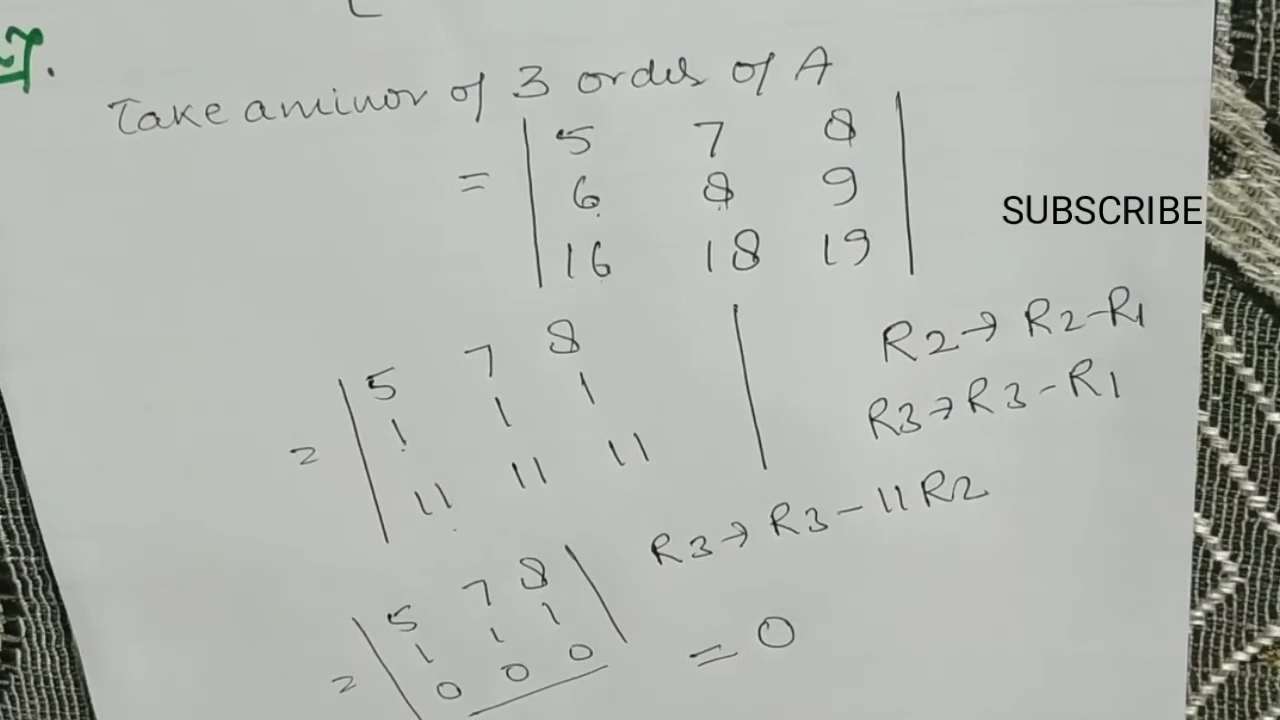 Take a minor of 3 order of A
= | 5 7 8 |
| 6 8 9 |
| 16 18 19 |
SUBSCRIBE
= | 5 7 8 | R2→ R2-R1
| 1 1 1 | R3→R3-R1
| 11 11 11 |
R3→ R3-11R2
= | 5 7 8 |
| 1 1 1 |
| 0 0 0 | = 0